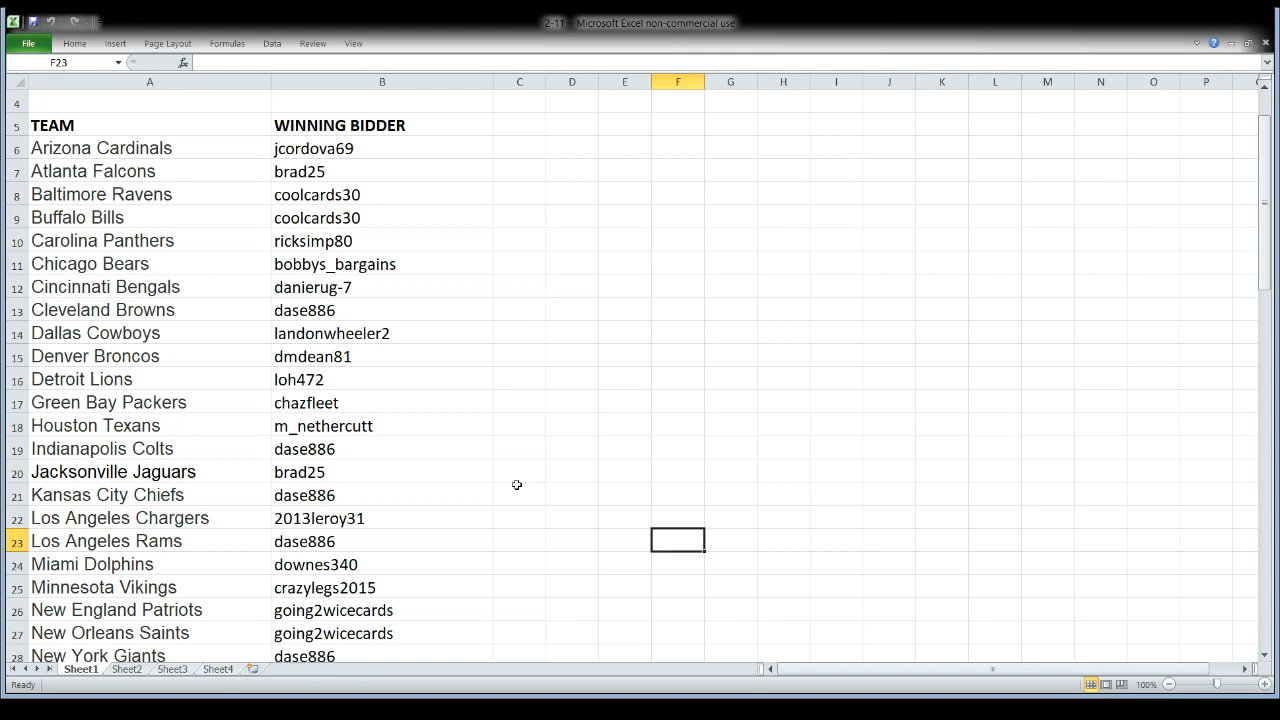 2-11 - Microsoft Excel non-commercial use
File Home Insert Page Layout Formulas Data Review View
F23 fx
A B C D E F G H I J K L M N O P
4
5 TEAM WINNING BIDDER
6 Arizona Cardinals jcordova69
7 Atlanta Falcons brad25
8 Baltimore Ravens coolcards30
9 Buffalo Bills coolcards30
10 Carolina Panthers ricksimp80
11 Chicago Bears bobbys_bargains
12 Cincinnati Bengals danierug-7
13 Cleveland Browns dase886
14 Dallas Cowboys landonwheeler2
15 Denver Broncos dmdean81
16 Detroit Lions loh472
17 Green Bay Packers chazfleet
18 Houston Texans m_nethercutt
19 Indianapolis Colts dase886
20 Jacksonville Jaguars brad25
21 Kansas City Chiefs dase886
22 Los Angeles Chargers 2013leroy31
23 Los Angeles Rams dase886
24 Miami Dolphins downes340
25 Minnesota Vikings crazylegs2015
26 New England Patriots going2wicecards
27 New Orleans Saints going2wicecards
28 New York Giants dase886
Sheet1 Sheet2 Sheet3 Sheet4
Ready 100%